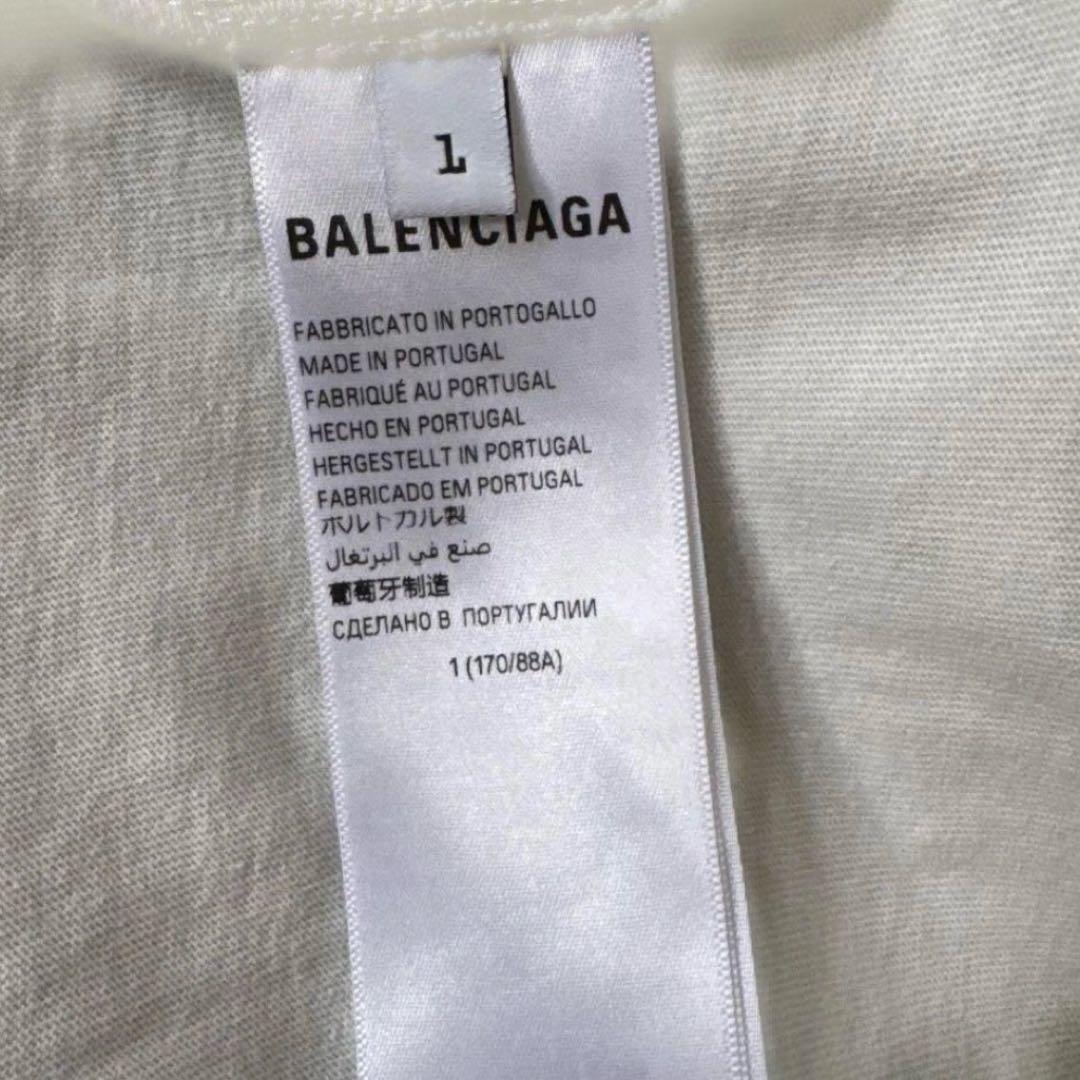 1
BALENCIAGA
FABBRICATO IN PORTOGALLO
MADE IN PORTUGAL
FABRIQUÉ AU PORTUGAL
HECHO EN PORTUGAL
HERGESTELLT IN PORTUGAL
FABRICADO EM PORTUGAL
ポルトガル製
صنع في البرتغال
葡萄牙制造
СДЕЛАНО В ПОРТУГАЛИИ
1 (170/88A)